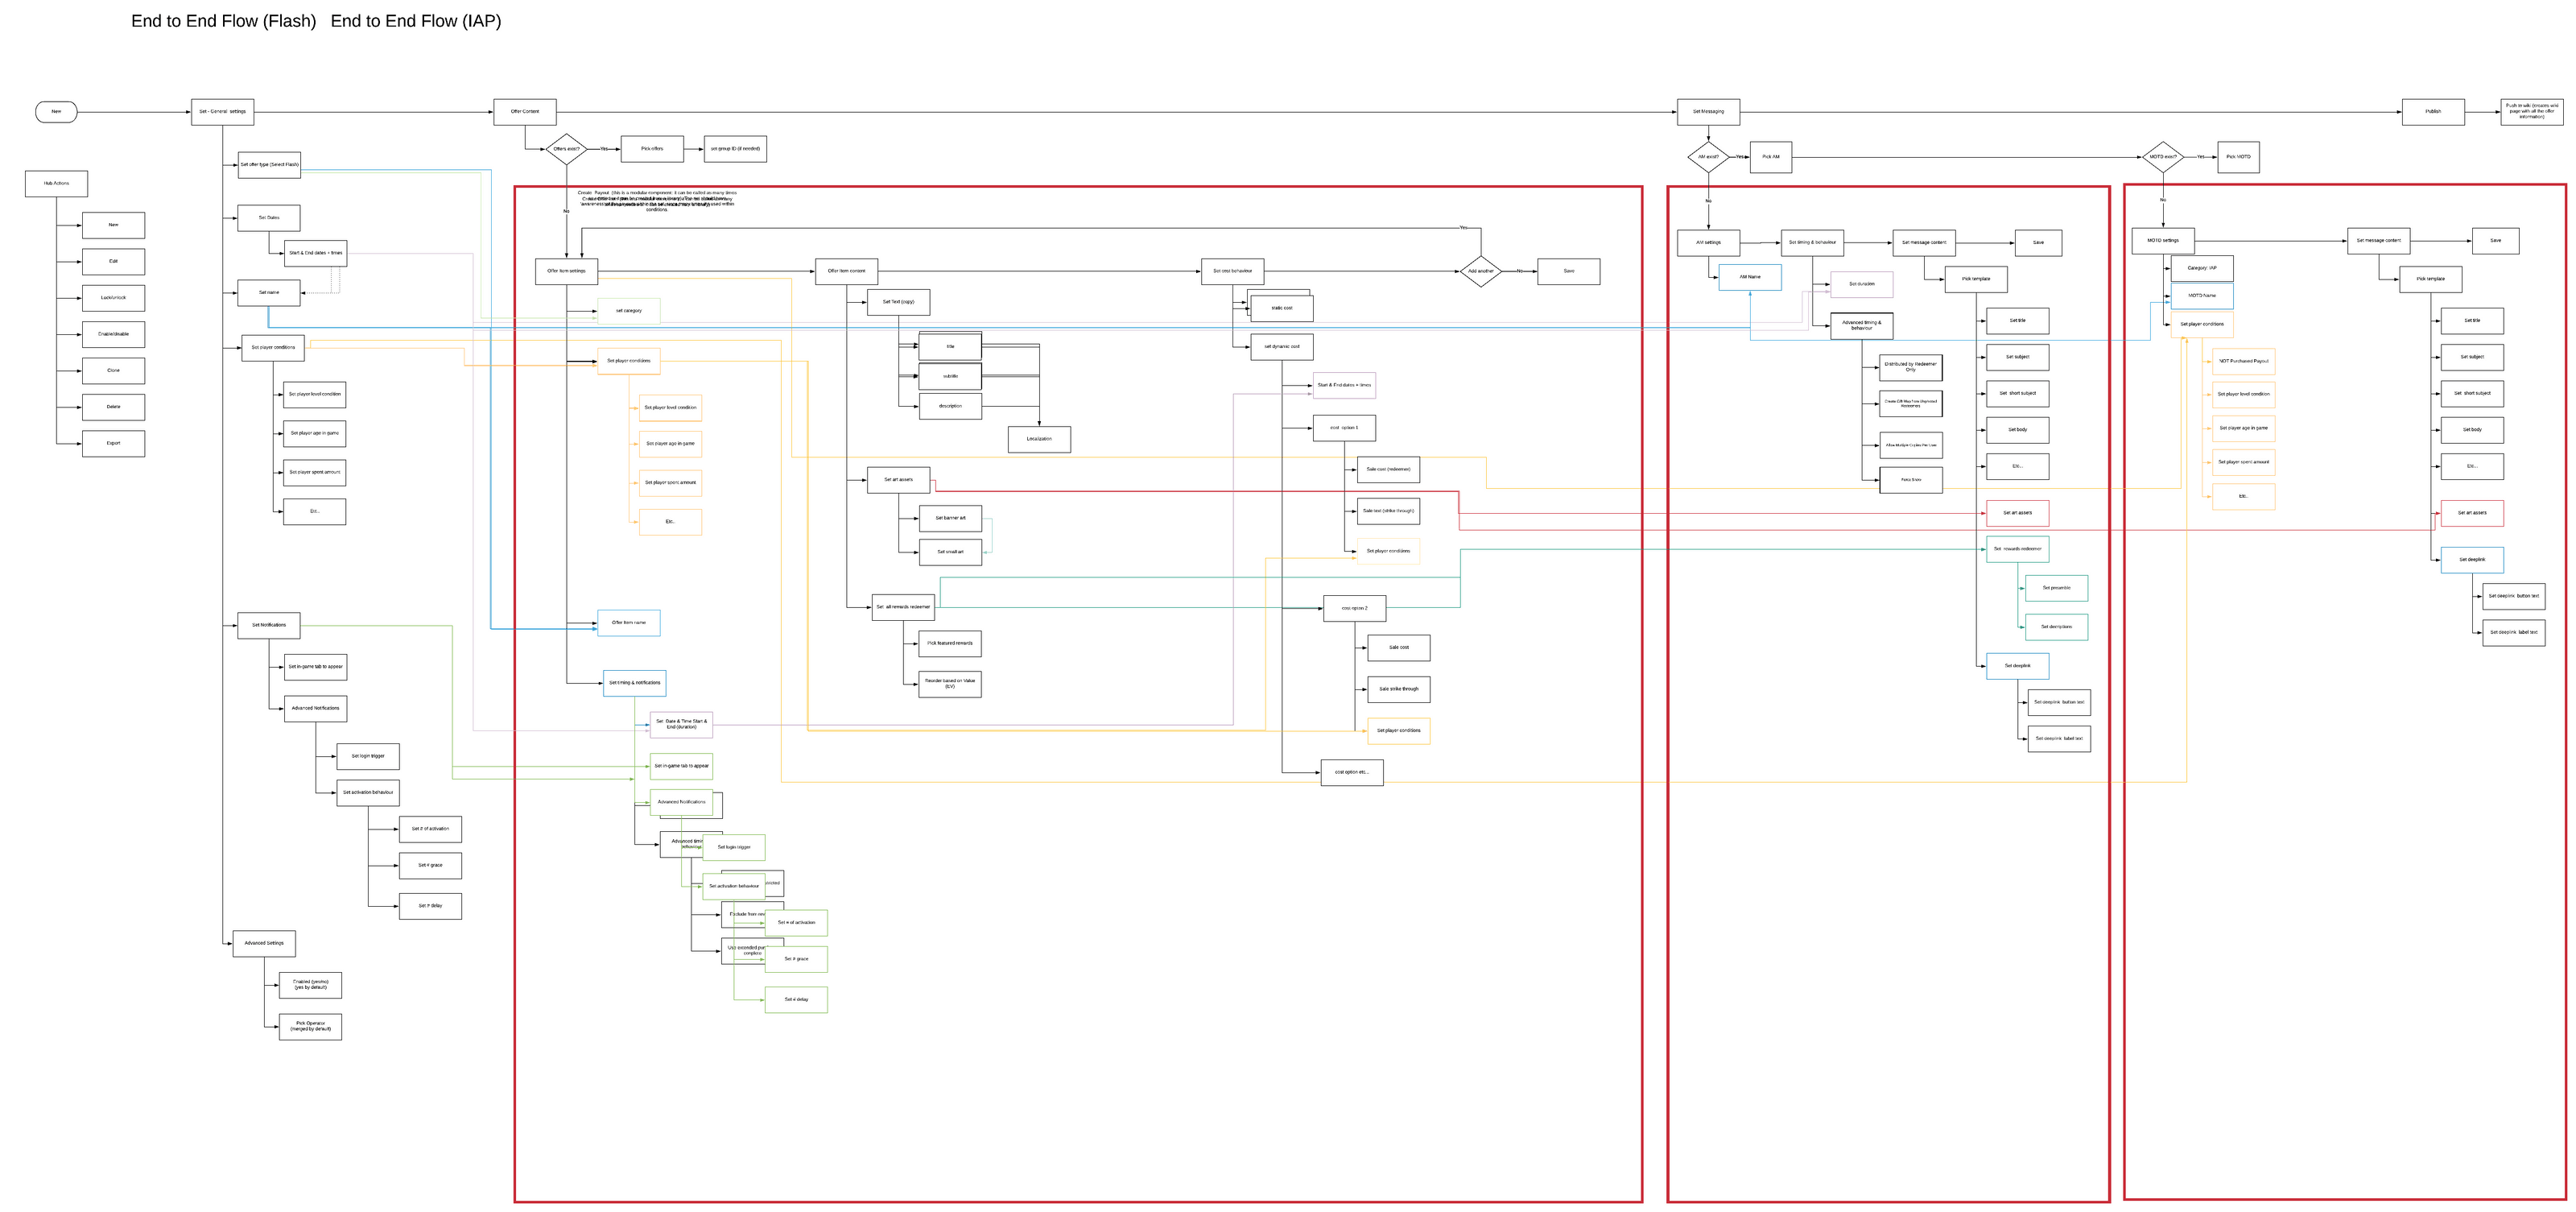 End to End Flow (Flash) End to End Flow (IAP)
New
Set - General settings
Offer Content
Set Messaging
Publish
Push to wiki (creates wiki
page with all the offer
information)
Offers exist?
Yes
Pick offers
set group ID (if needed)
AM exist?
Yes
Pick AM
MOTD exist?
Yes
Pick MOTD
Hub Actions
New
Edit
Lock/unlock
Enable/disable
Clone
Delete
Export
Set offer type (Select Flash)
Set Dates
Start & End dates + times
Set name
Set player conditions
Set player level condition
Set player age in game
Set player spent amount
Etc..
Set Notifications
Set in-game tab to appear
Advanced Notifications
Set login trigger
Set activation behaviour
Set # of activation
Set # grace
Set # delay
Advanced Settings
Enabled (yes/no)
(yes by default)
Pick Operator
(merged by default)
Create Payout (this is a modular component: it can be called as many times
conditions.
No
Yes
Offer Item settings
Offer item content
Set cost behaviour
Add another
No
Save
set category
Set player conditions
Set player level condition
Set player age in game
Set player spent amount
Etc..
Offer Item name
Set timing & notifications
Set Date & Time Start &
End (duration)
Set in-game tab to appear
Advanced Notifications
Set login trigger
Set activation behaviour
Set # of activation
Set # grace
Set # delay
Set Text (copy)
title
subtitle
description
Localization
Set art assets
Set banner art
Set small art
Set all rewards redeemer
Pick featured rewards
Reorder based on Value
(EV)
static cost
set dynamic cost
Start & End dates + times
cost option 1
Sale cost (redeemer)
Sale text (strike through)
Set player conditions
cost option 2
Sale cost
Sale strike through
Set player conditions
cost option etc...
No
AM settings
Set timing & behaviour
Set message content
Save
AM Name
Set duration
Advanced timing &
behaviour
Distributed by Redeemer
Only
Allow Multiple Copies Per User
Force Show
Pick template
Set title
Set subject
Set short subject
Set body
Etc...
Set art assets
Set rewards redeemer
Set preamble
Set deeplink
Set deeplink button text
Set deeplink label text
No
MOTD settings
Set message content
Save
Category: IAP
MOTD Name
Set player conditions
NOT Purchased Payout
Set player level condition
Set player age in game
Set player spent amount
Etc..
Pick template
Set title
Set subject
Set short subject
Set body
Etc...
Set art assets
Set deeplink
Set deeplink button text
Set deeplink label text